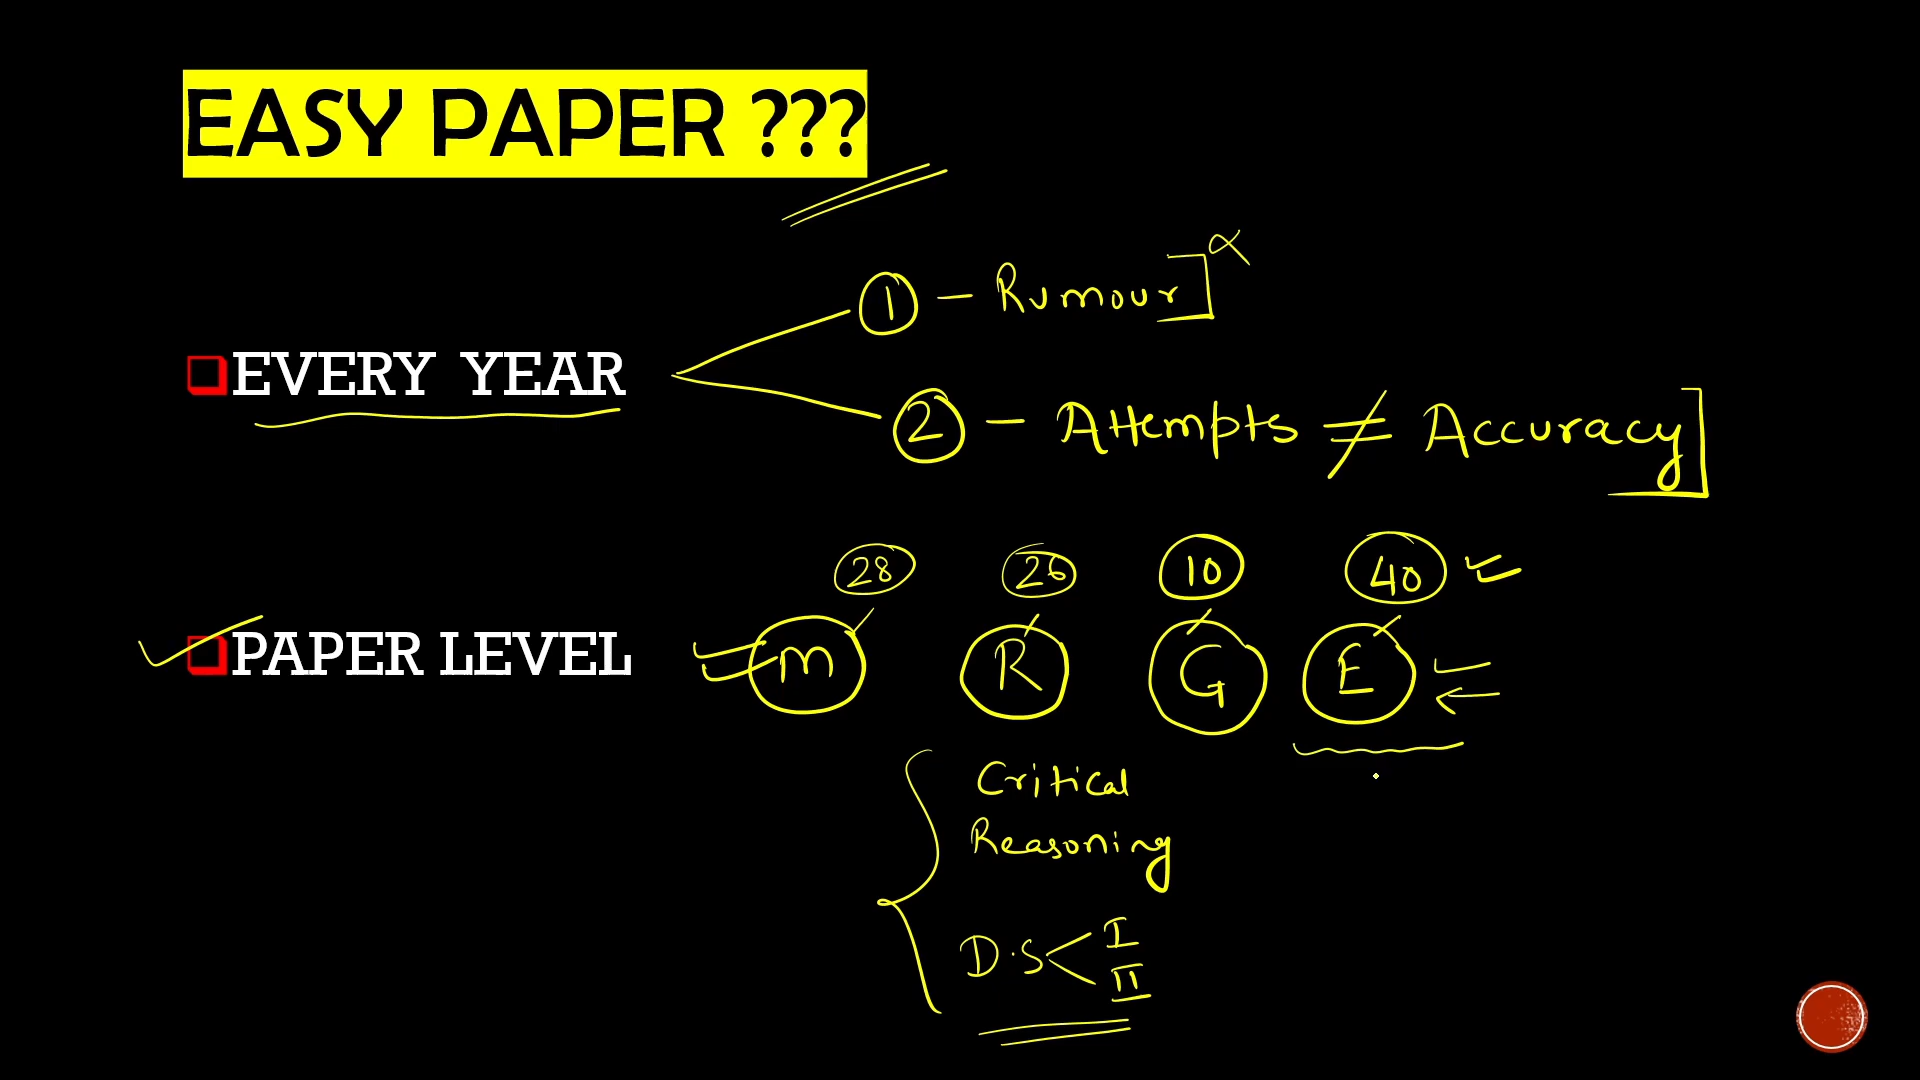 EASY PAPER ???
① - Rumour]
EVERY YEAR
② - Attempts ≠ Accuracy]
28 26 10 40
PAPER LEVEL m R G E
Critical
Reasoning
D.S < I
II